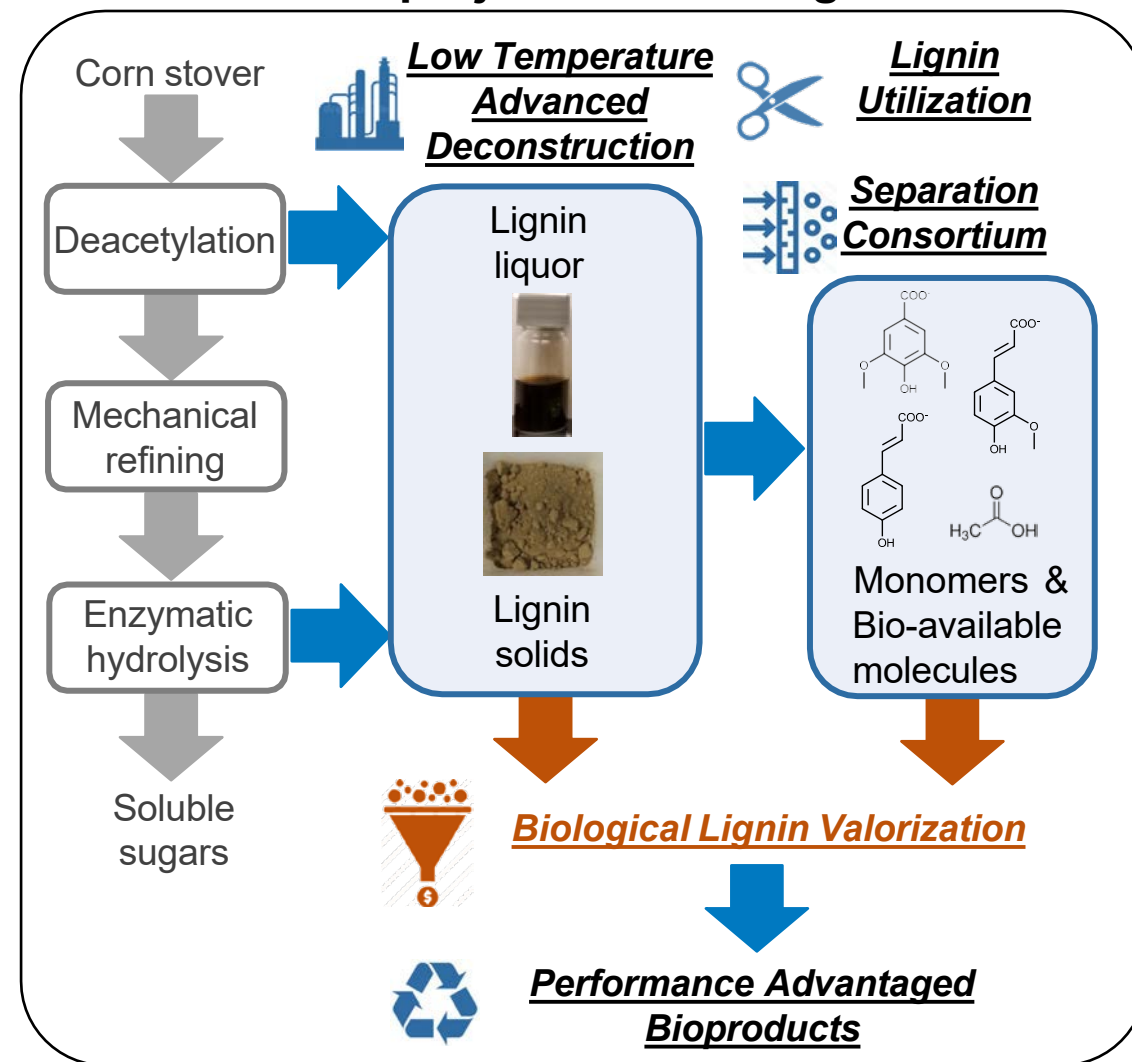 Corn stover
Deacetylation
Mechanical
refining
Enzymatic
hydrolysis
Soluble
sugars
Low Temperature
Advanced
Deconstruction
Lignin
liquor
Lignin
solids
Lignin
Utilization
Separation
Consortium
COO-
O
O
OH
COO-
O
OH
COO-
OH
O
H3C
OH
Monomers &
Bio-available
molecules
$
Biological Lignin Valorization
Performance Advantaged
Bioproducts